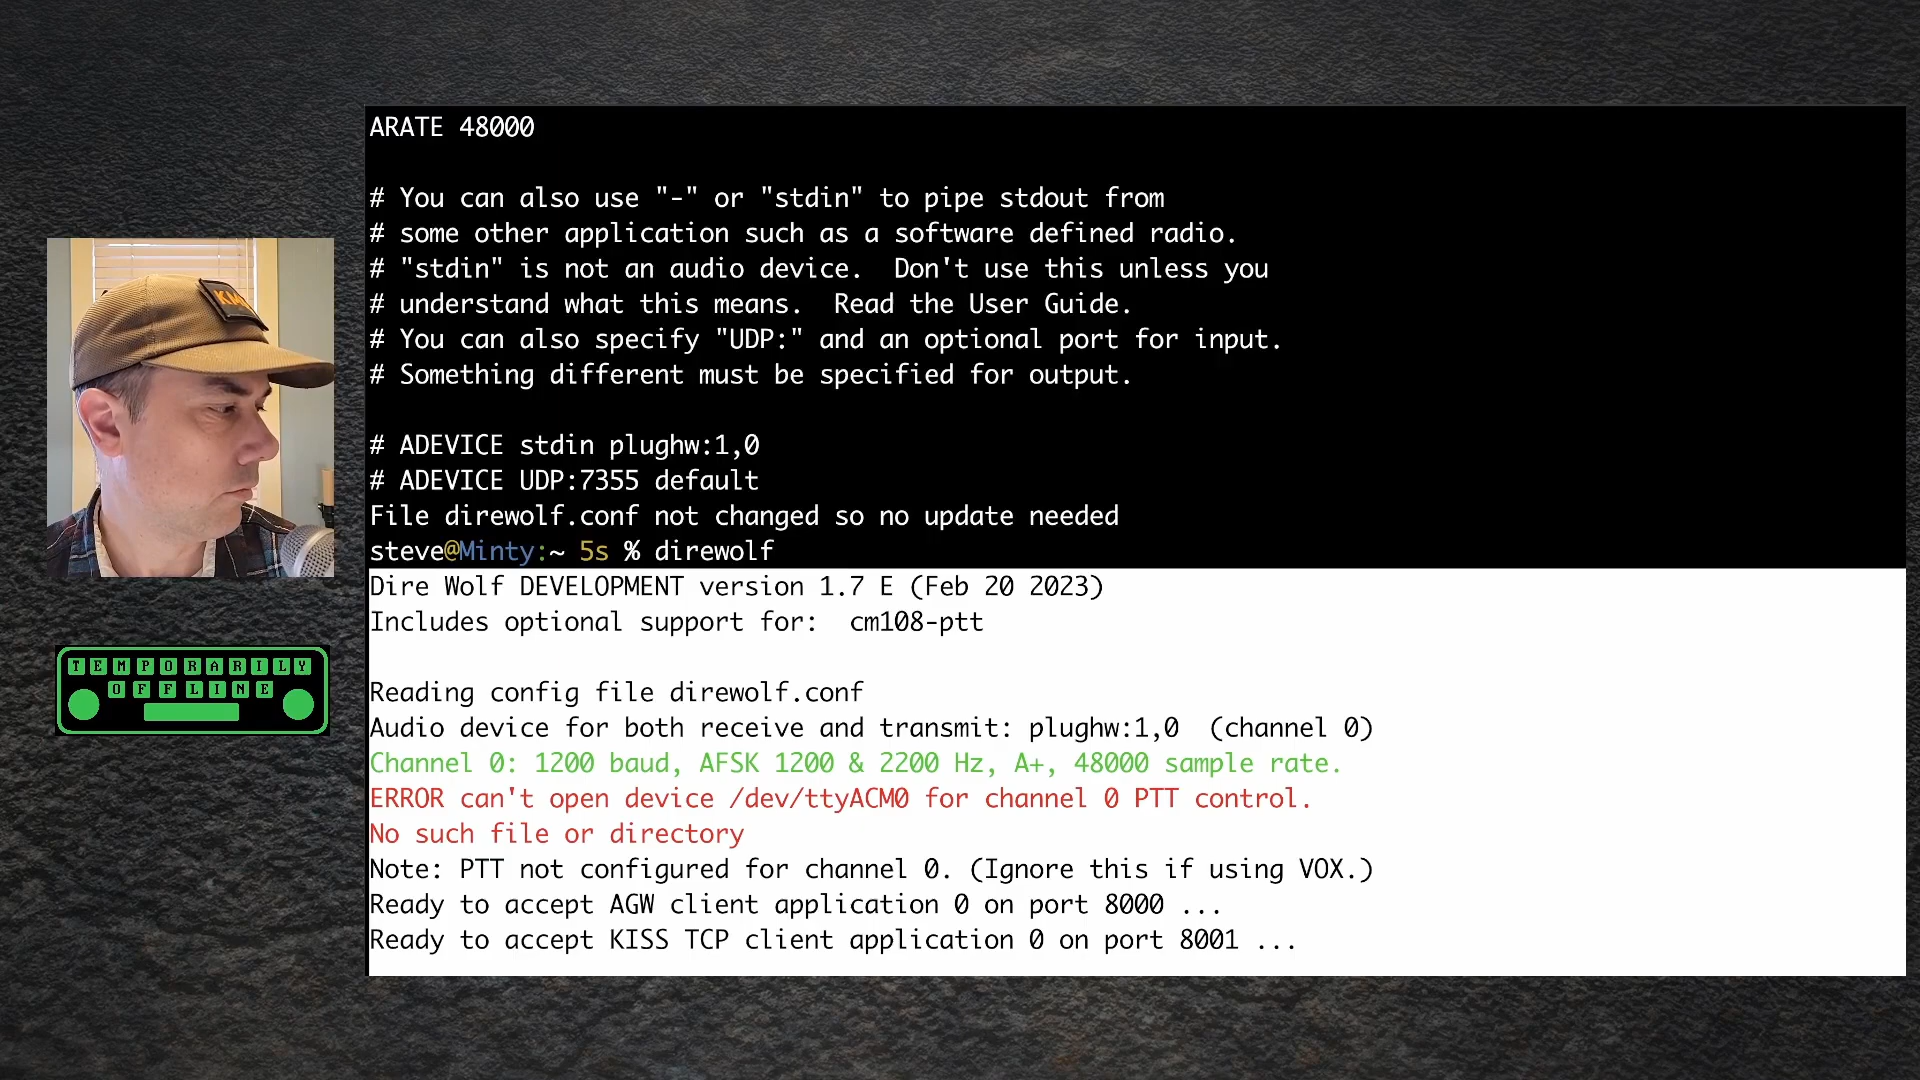 ARATE 48000
# You can also use "-" or "stdin" to pipe stdout from
# some other application such as a software defined radio.
# "stdin" is not an audio device.  Don't use this unless you
# understand what this means.  Read the User Guide.
# You can also specify "UDP:" and an optional port for input.
# Something different must be specified for output.
# ADEVICE stdin plughw:1,0
# ADEVICE UDP:7355 default
File direwolf.conf not changed so no update needed
steve@Minty:~ 5s % direwolf
Dire Wolf DEVELOPMENT version 1.7 E (Feb 20 2023)
Includes optional support for:  cm108-ptt
Reading config file direwolf.conf
Audio device for both receive and transmit: plughw:1,0  (channel 0)
Channel 0: 1200 baud, AFSK 1200 & 2200 Hz, A+, 48000 sample rate.
ERROR can't open device /dev/ttyACM0 for channel 0 PTT control.
No such file or directory
Note: PTT not configured for channel 0. (Ignore this if using VOX.)
Ready to accept AGW client application 0 on port 8000 ...
Ready to accept KISS TCP client application 0 on port 8001 ...
TEMPORARILY
OFFLINE